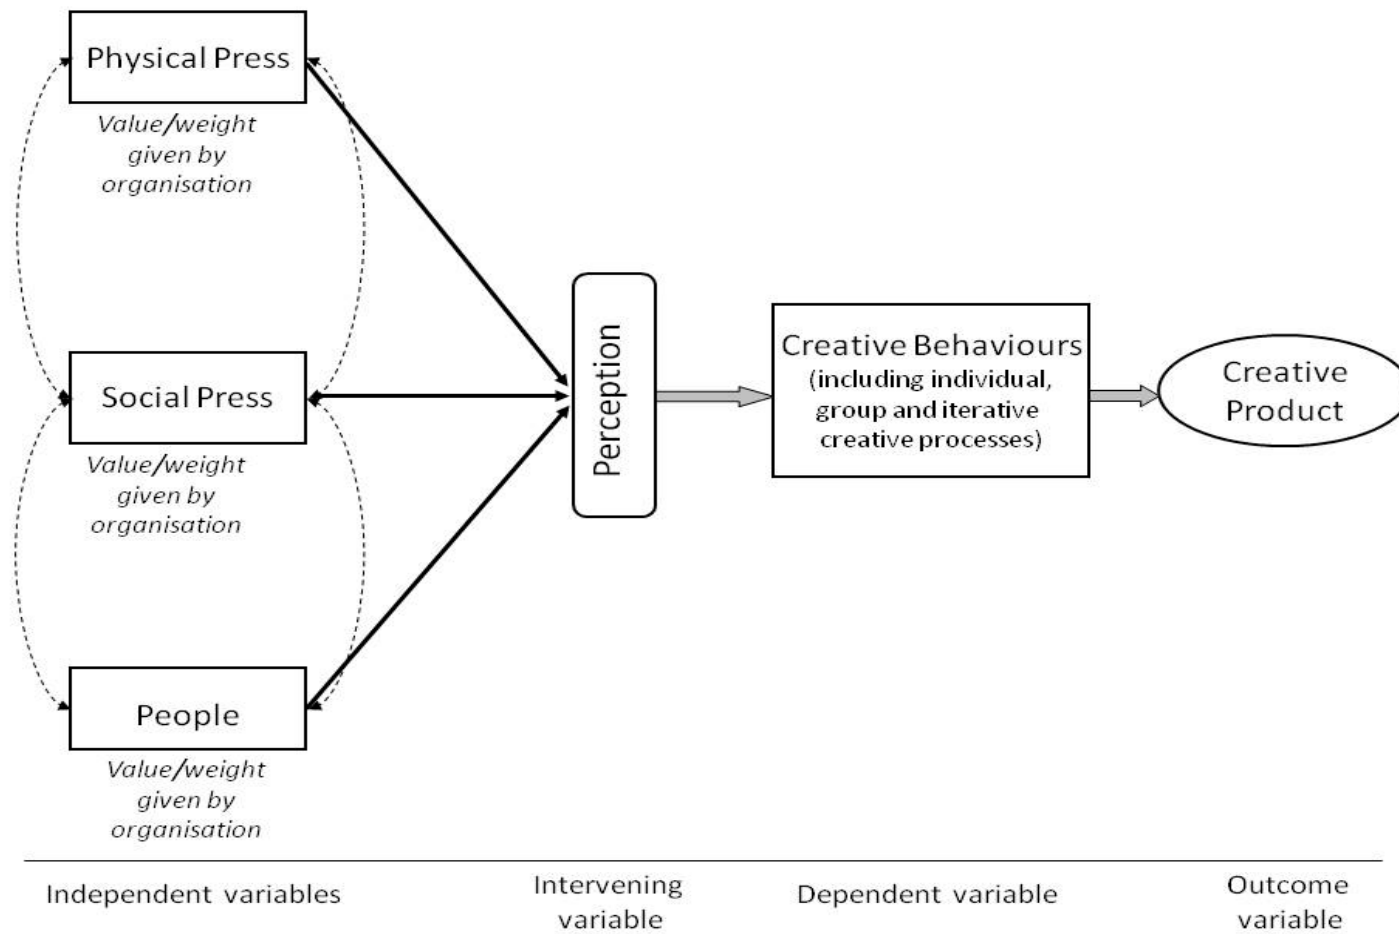 Physical Press
Value/weight
given by
organisation
Social Press
Value/weight
given by
organisation
People
Value/weight
given by
organisation
Perception
Creative Behaviours
(including individual,
group and iterative
creative processes)
Creative
Product
Independent variables
Intervening
variable
Dependent variable
Outcome
variable